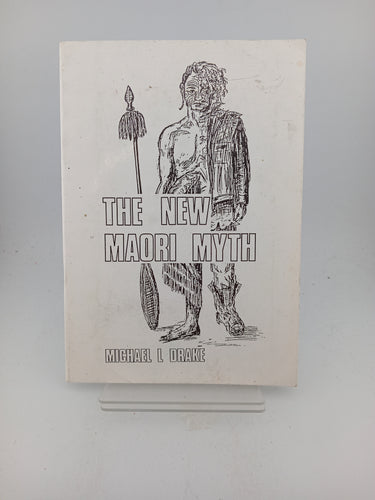 THE NEW
MAORI MYTH
MICHAEL L DRAKE